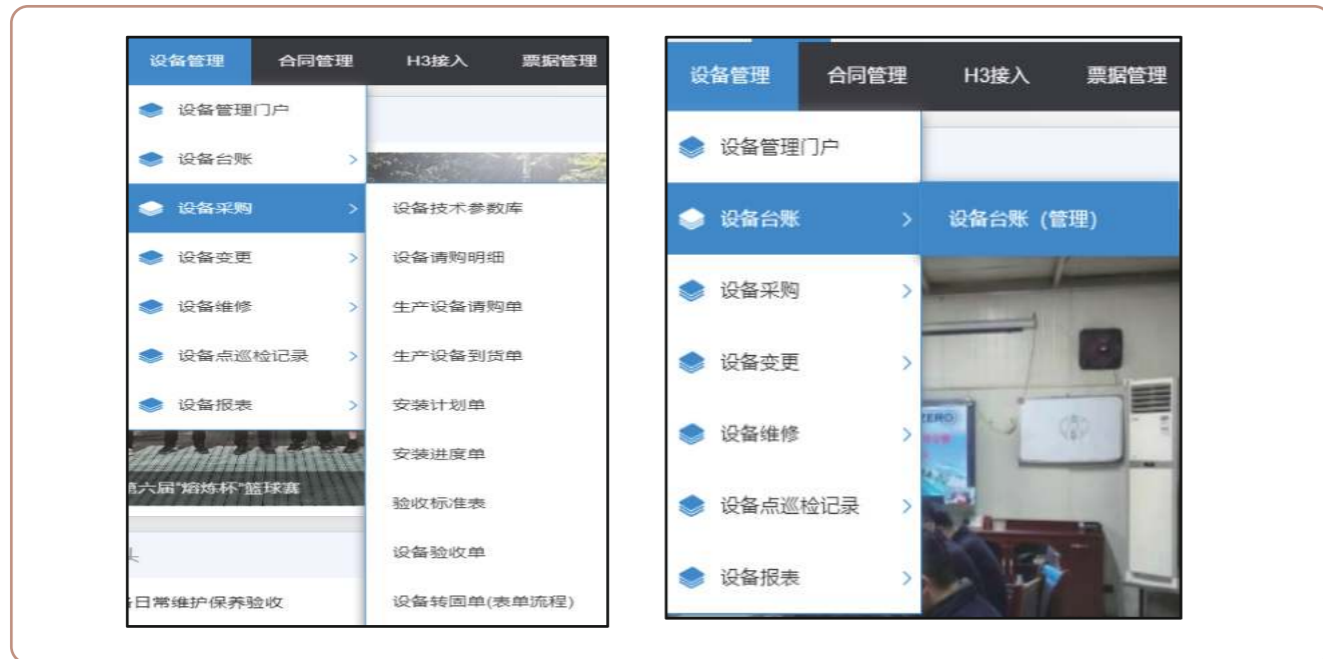 设备管理 合同管理 H3接入 票据管理
设备管理门户
设备台账
设备采购
设备变更
设备维修
设备点巡检记录
设备报表
设备技术参数库
设备请购明细
生产设备请购单
生产设备到货单
安装计划单
安装进度单
验收标准表
设备验收单
设备转固单(表单流程)
第六届"熔炼杯"篮球赛
日常维护保养验收
设备管理 合同管理 H3接入 票据管理
设备管理门户
设备台账
设备台账（管理)
设备采购
设备变更
设备维修
设备点巡检记录
设备报表
ZERO